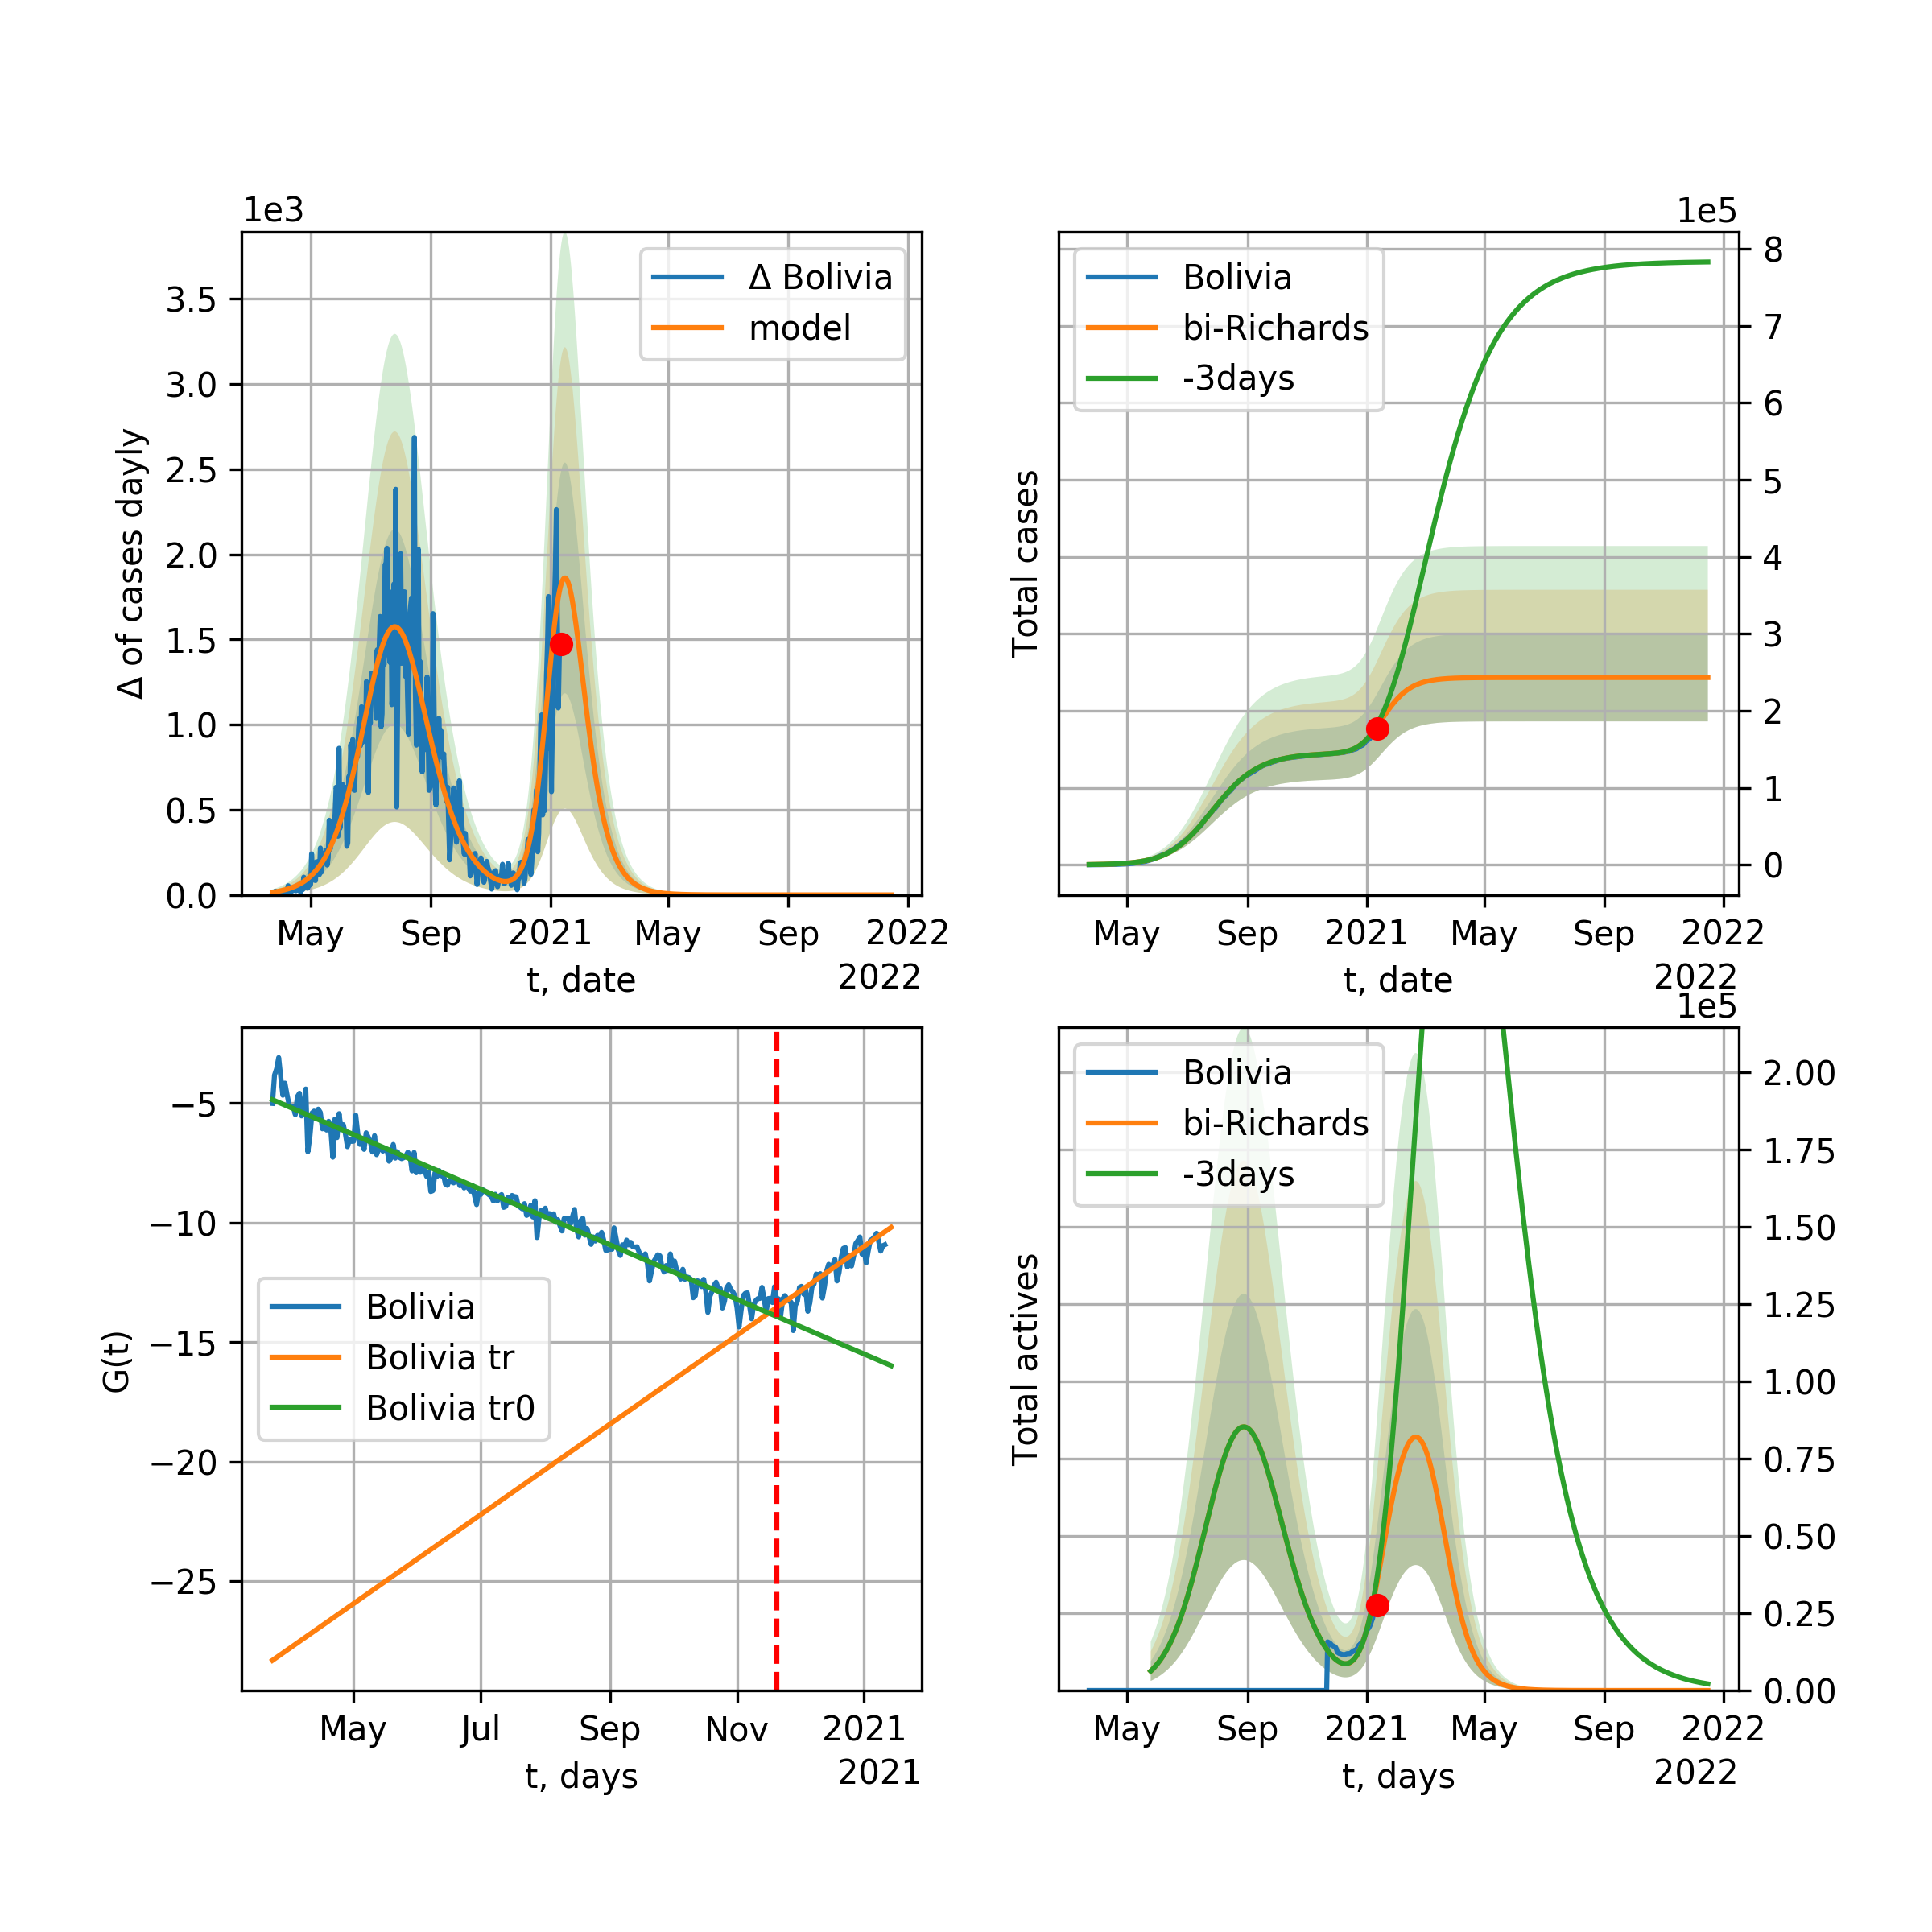 1e3
Δ of cases dayly
3.5
3.0
2.5
2.0
1.5
1.0
0.5
0.0
Δ Bolivia
model
May Sep 2021 May Sep 2022
t, date 2022
1e5
Total cases
Bolivia
bi-Richards
-3days
8
7
6
5
4
3
2
1
0
May Sep 2021 May Sep 2022
t, date 2022
G(t)
−5
−10
−15
−20
−25
Bolivia
Bolivia tr
Bolivia tr0
May Jul Sep Nov 2021
t, days 2021
1e5
Total actives
Bolivia
bi-Richards
-3days
2.00
1.75
1.50
1.25
1.00
0.75
0.50
0.25
0.00
May Sep 2021 May Sep 2022
t, days 2022